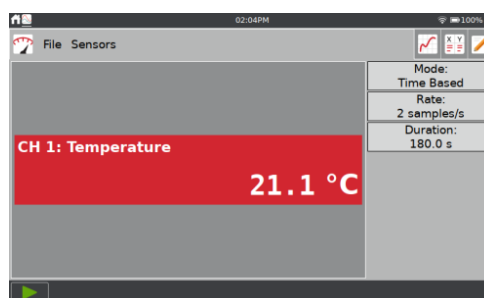 02:04PM
100%
File Sensors
X Y
Mode:
Time Based
Rate:
2 samples/s
Duration:
180.0 s
CH 1: Temperature
21.1 °C